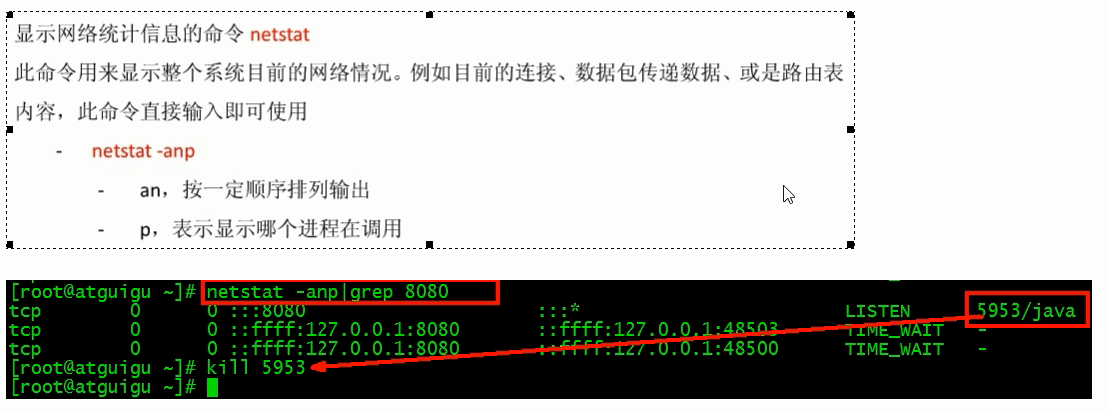 显示网络统计信息的命令 netstat
此命令用来显示整个系统目前的网络情况。例如目前的连接、数据包传递数据、或是路由表
内容，此命令直接输入即可使用
- netstat -anp
- an，按一定顺序排列输出
- p，表示显示哪个进程在调用
[root@atguigu ~]# netstat -anp|grep 8080
tcp 0 0 :::8080 :::* LISTEN 5953/java
tcp 0 0 ::ffff:127.0.0.1:8080 ::ffff:127.0.0.1:48503 TIME_WAIT -
tcp 0 0 ::ffff:127.0.0.1:8080 ::ffff:127.0.0.1:48500 TIME_WAIT -
[root@atguigu ~]# kill 5953
[root@atguigu ~]#